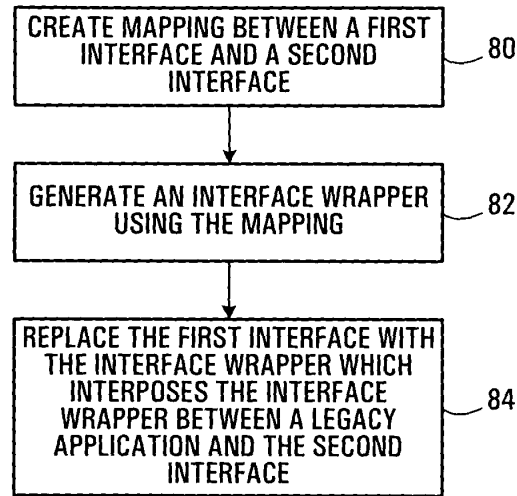 CREATE MAPPING BETWEEN A FIRST
INTERFACE AND A SECOND
INTERFACE
80
GENERATE AN INTERFACE WRAPPER
USING THE MAPPING
82
REPLACE THE FIRST INTERFACE WITH
THE INTERFACE WRAPPER WHICH
INTERPOSES THE INTERFACE
WRAPPER BETWEEN A LEGACY
APPLICATION AND THE SECOND
INTERFACE
84